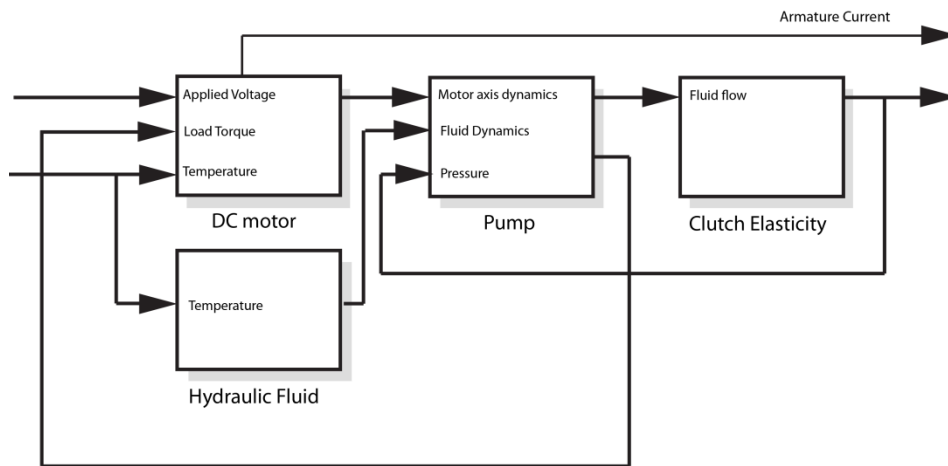 Armature Current
Applied Voltage
Load Torque
Temperature
DC motor
Motor axis dynamics
Fluid Dynamics
Pressure
Pump
Fluid flow
Clutch Elasticity
Temperature
Hydraulic Fluid